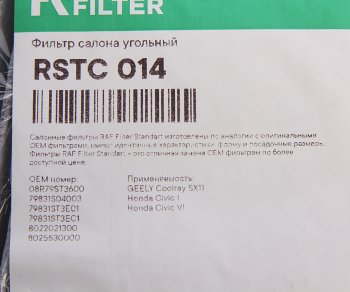 FILTER
Фильтр салона угольный
RSTC 014
Салонные фильтры RAF Filter Standart изготовлены по аналогии с оригинальными
OEM фильтрами, имеют идентичные характеристики, форму и посадочные размеры.
Фильтры RAF Filter Standart – это отличная замена OEM фильтрам по более
доступной цене.
OEM номер:
08R79ST3600
79831S04003
79831ST3E01
79831ST3EC1
8022021300
8025530000
Применяемость:
GEELY Coolray SX11
Honda Civic I
Honda Civic VI